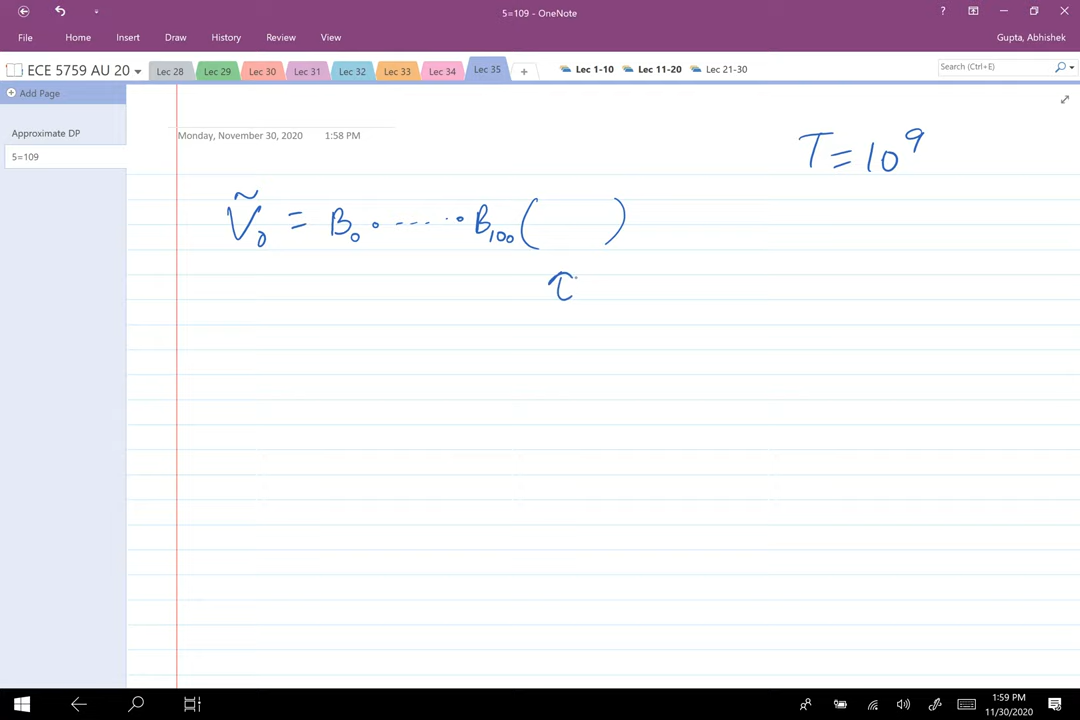 5=109 - OneNote
?
Gupta, Abhishek
File Home Insert Draw History Review View
ECE 5759 AU 20
Lec 28 Lec 29 Lec 30 Lec 31 Lec 32 Lec 33 Lec 34 Lec 35 + Lec 1-10 Lec 11-20 Lec 21-30
Search (Ctrl+E)
Add Page
Approximate DP
5=109
Monday, November 30, 2020 1:58 PM
T = 10⁹
Ṽ₀ = B₀ ∘ ---- ∘ B₁₀₀ ( )
1:59 PM
11/30/2020